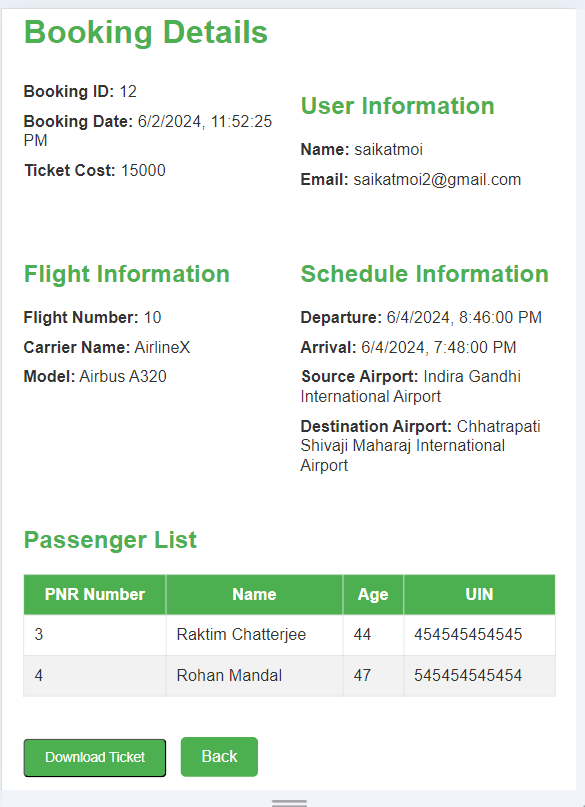 Booking Details
Booking ID: 12
Booking Date: 6/2/2024, 11:52:25
PM
Ticket Cost: 15000
User Information
Name: saikatmoi
Email: saikatmoi2@gmail.com
Flight Information
Flight Number: 10
Carrier Name: AirlineX
Model: Airbus A320
Schedule Information
Departure: 6/4/2024, 8:46:00 PM
Arrival: 6/4/2024, 7:48:00 PM
Source Airport: Indira Gandhi
International Airport
Destination Airport: Chhatrapati
Shivaji Maharaj International
Airport
Passenger List
PNR Number Name Age UIN
3 Raktim Chatterjee 44 454545454545
4 Rohan Mandal 47 545454545454
Download Ticket Back